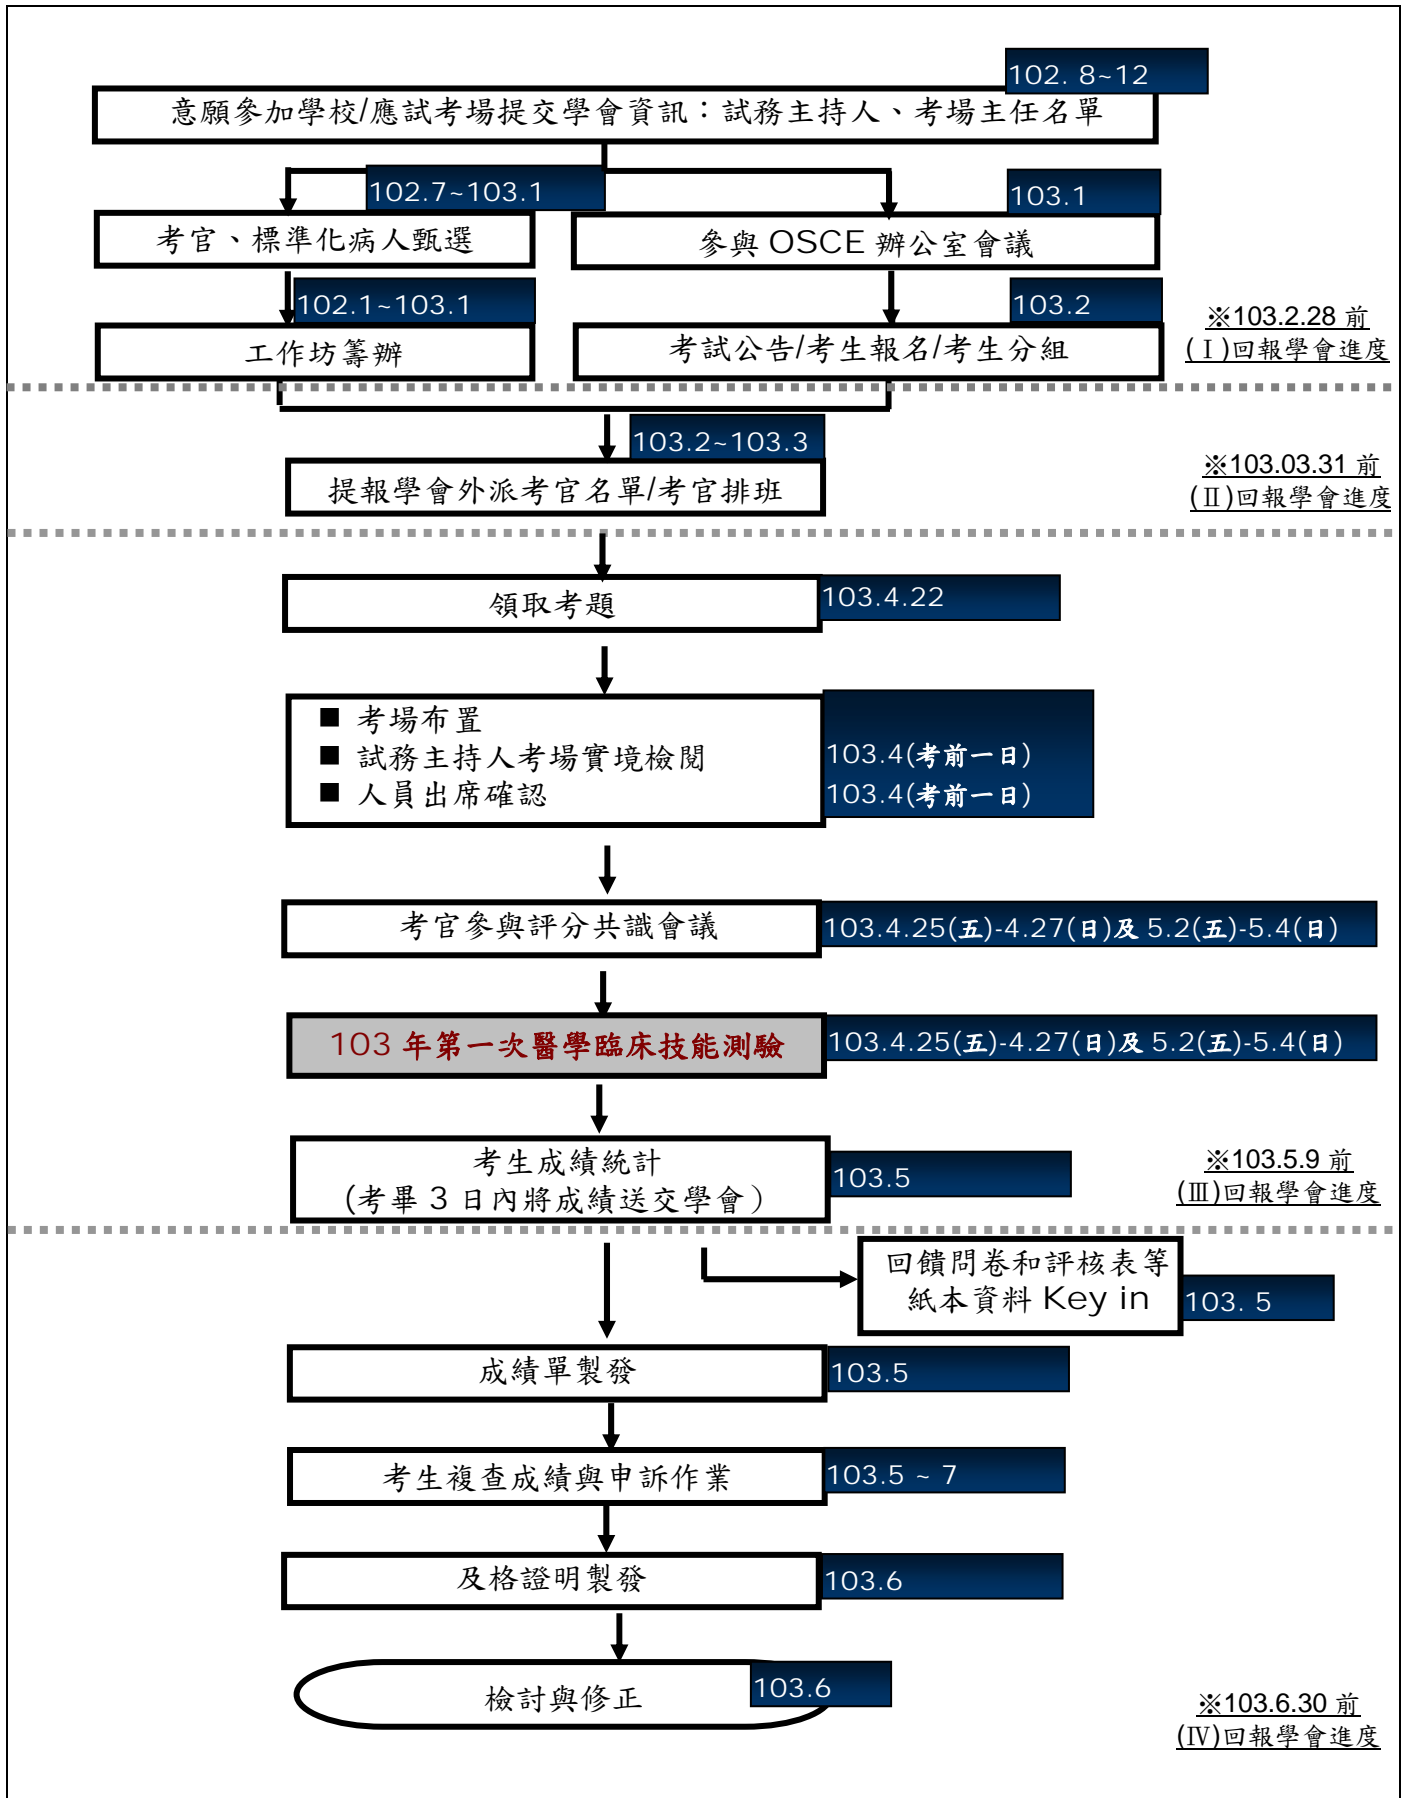 102. 8~12
意願參加學校/應試考場提交學會資訊：試務主持人、考場主任名單
102.7~103.1
103.1
考官、標準化病人甄選
參與 OSCE 辦公室會議
102.1~103.1
103.2
工作坊籌辦
考試公告/考生報名/考生分組
※103.2.28 前
(Ⅰ)回報學會進度
103.2~103.3
提報學會外派考官名單/考官排班
※103.03.31 前
(Ⅱ)回報學會進度
領取考題
103.4.22
■ 考場布置
■ 試務主持人考場實境檢閱
103.4(考前一日)
■ 人員出席確認
103.4(考前一日)
考官參與評分共識會議
103.4.25(五)-4.27(日)及 5.2(五)-5.4(日)
103 年第一次醫學臨床技能測驗
103.4.25(五)-4.27(日)及 5.2(五)-5.4(日)
考生成績統計
(考畢 3 日內將成績送交學會）
103.5
※103.5.9 前
(Ⅲ)回報學會進度
回饋問卷和評核表等
紙本資料 Key in
103. 5
成績單製發
103.5
考生複查成績與申訴作業
103.5 ~ 7
及格證明製發
103.6
檢討與修正
103.6
※103.6.30 前
(Ⅳ)回報學會進度